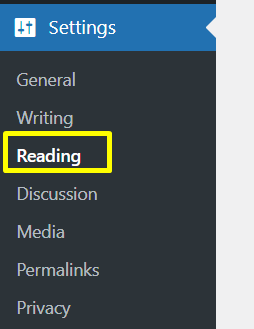 Settings
General
Writing
Reading
Discussion
Media
Permalinks
Privacy